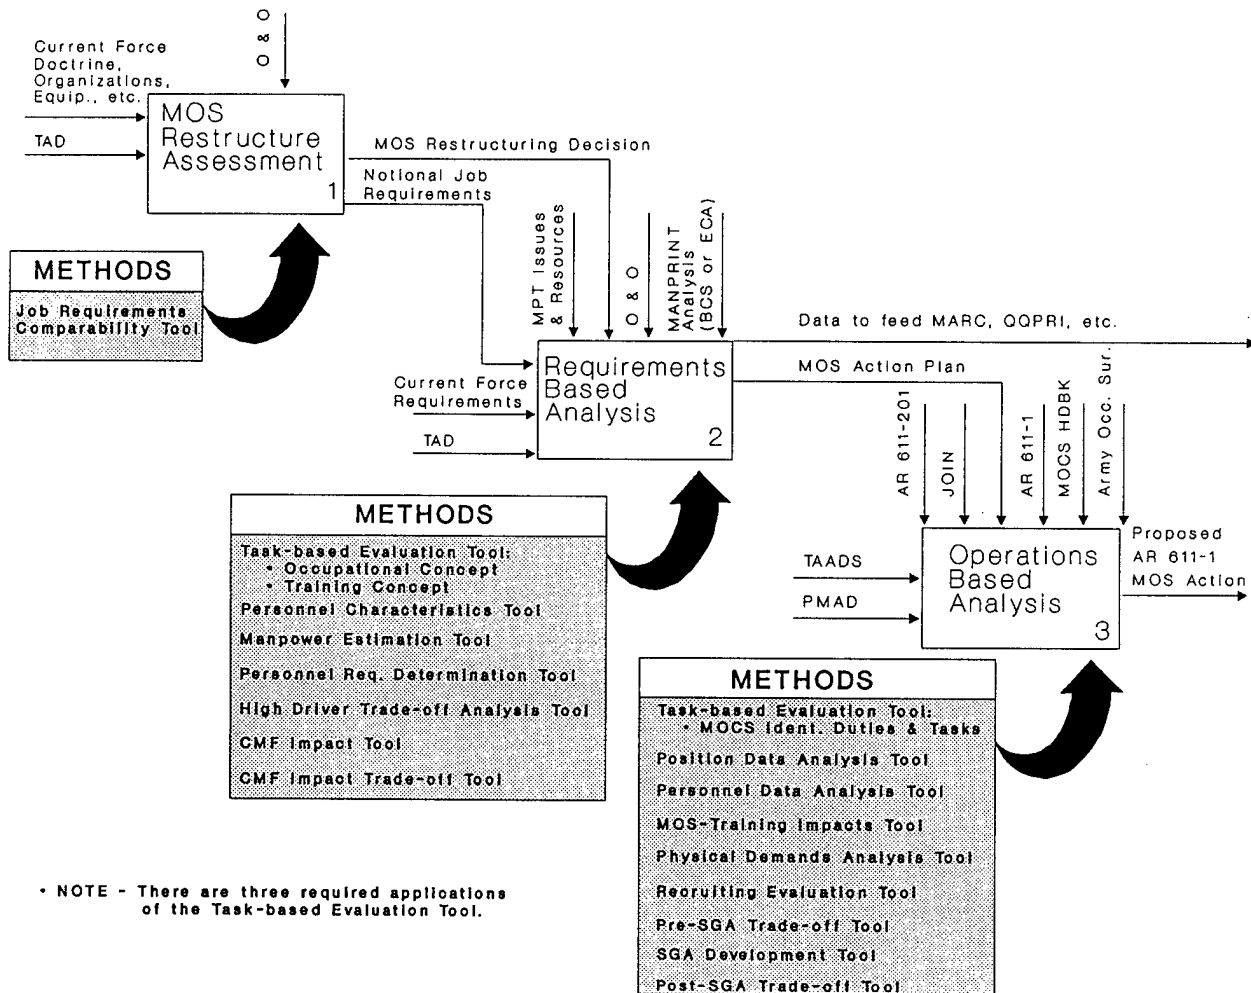 O & O
Current Force
Doctrine,
Organizations,
Equip., etc.
TAD
MOS
Restructure
Assessment
1
MOS Restructuring Decision
Notional Job
Requirements
METHODS
Job Requirements
Comparability Tool
MPT Issues
& Resources
O & O
MANPRINT
Analysis
(BCS or ECA)
Current Force
Requirements
TAD
Requirements
Based
Analysis
2
Data to feed MARC, QQPRI, etc.
MOS Action Plan
METHODS
Task-based Evaluation Tool:
• Occupational Concept
• Training Concept
Personnel Characteristics Tool
Manpower Estimation Tool
Personnel Req. Determination Tool
High Driver Trade-off Analysis Tool
CMF Impact Tool
CMF Impact Trade-off Tool
AR 611-201
JOIN
AR 611-1
MOCS HDBK
Army Occ. Sur.
TAADS
PMAD
Operations
Based
Analysis
3
Proposed
AR 611-1
MOS Action
METHODS
Task-based Evaluation Tool:
• MOCS Ident. Duties & Tasks
Position Data Analysis Tool
Personnel Data Analysis Tool
MOS-Training Impacts Tool
Physical Demands Analysis Tool
Recruiting Evaluation Tool
Pre-SGA Trade-off Tool
SGA Development Tool
Post-SGA Trade-off Tool
• NOTE - There are three required applications
of the Task-based Evaluation Tool.